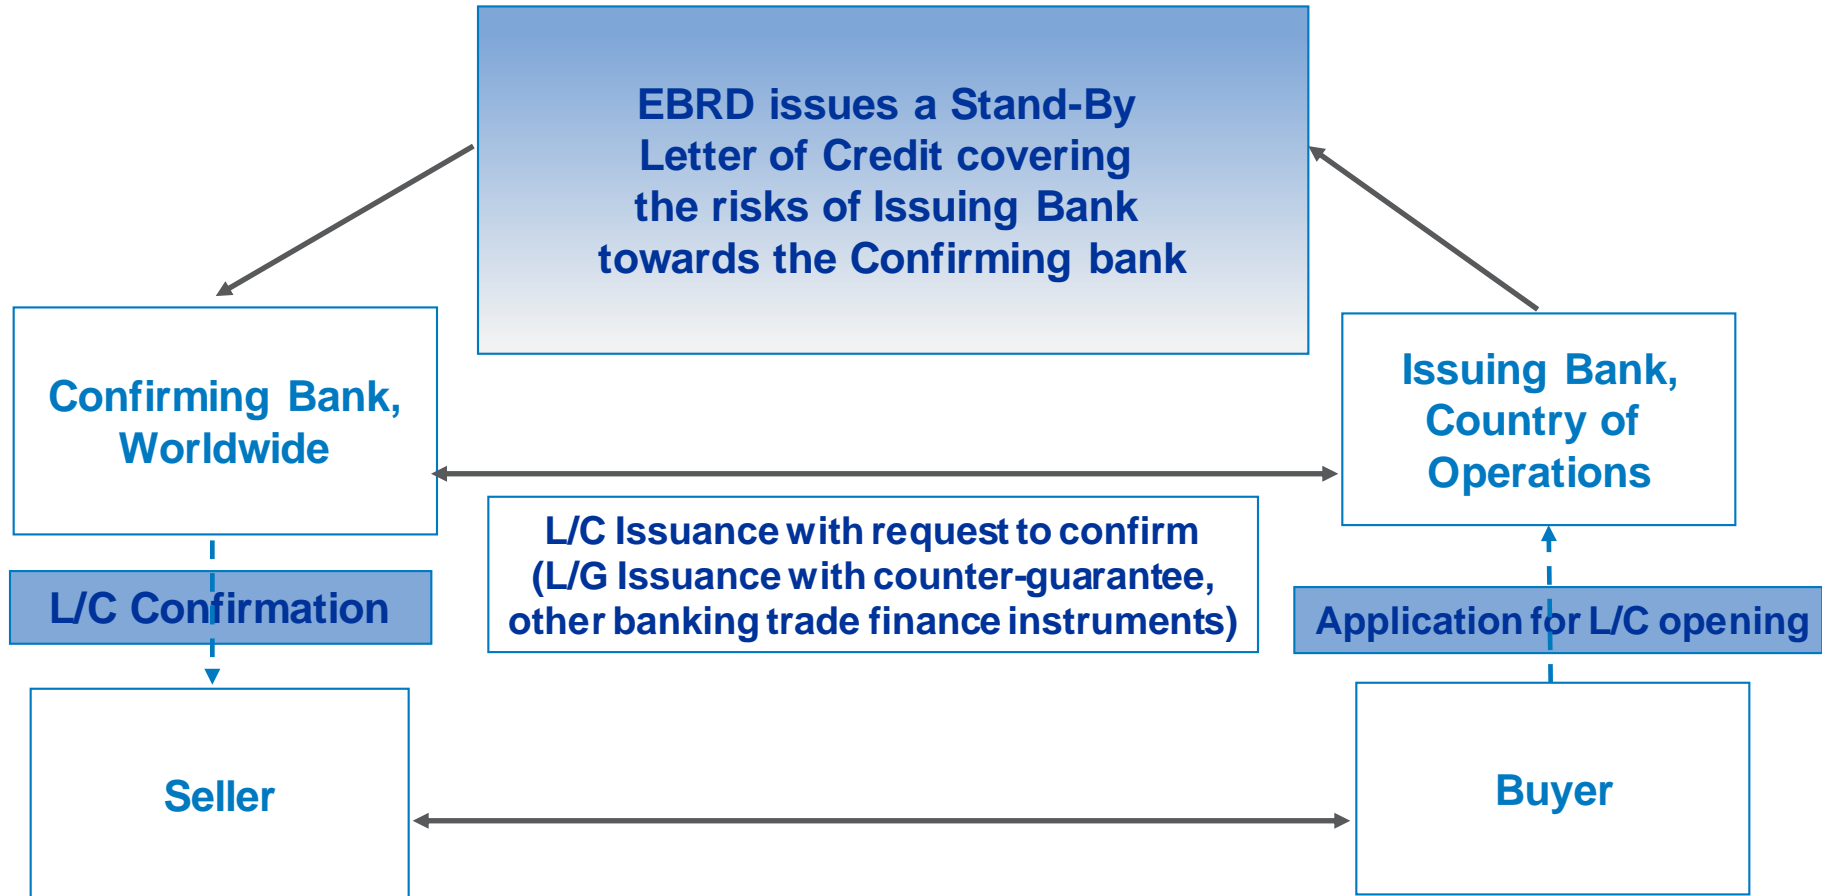 EBRD issues a Stand-By
Letter of Credit covering
the risks of Issuing Bank
towards the Confirming bank
Confirming Bank,
Worldwide
Issuing Bank,
Country of
Operations
L/C Issuance with request to confirm
(L/G Issuance with counter-guarantee,
other banking trade finance instruments)
L/C Confirmation
Application for L/C opening
Seller
Buyer